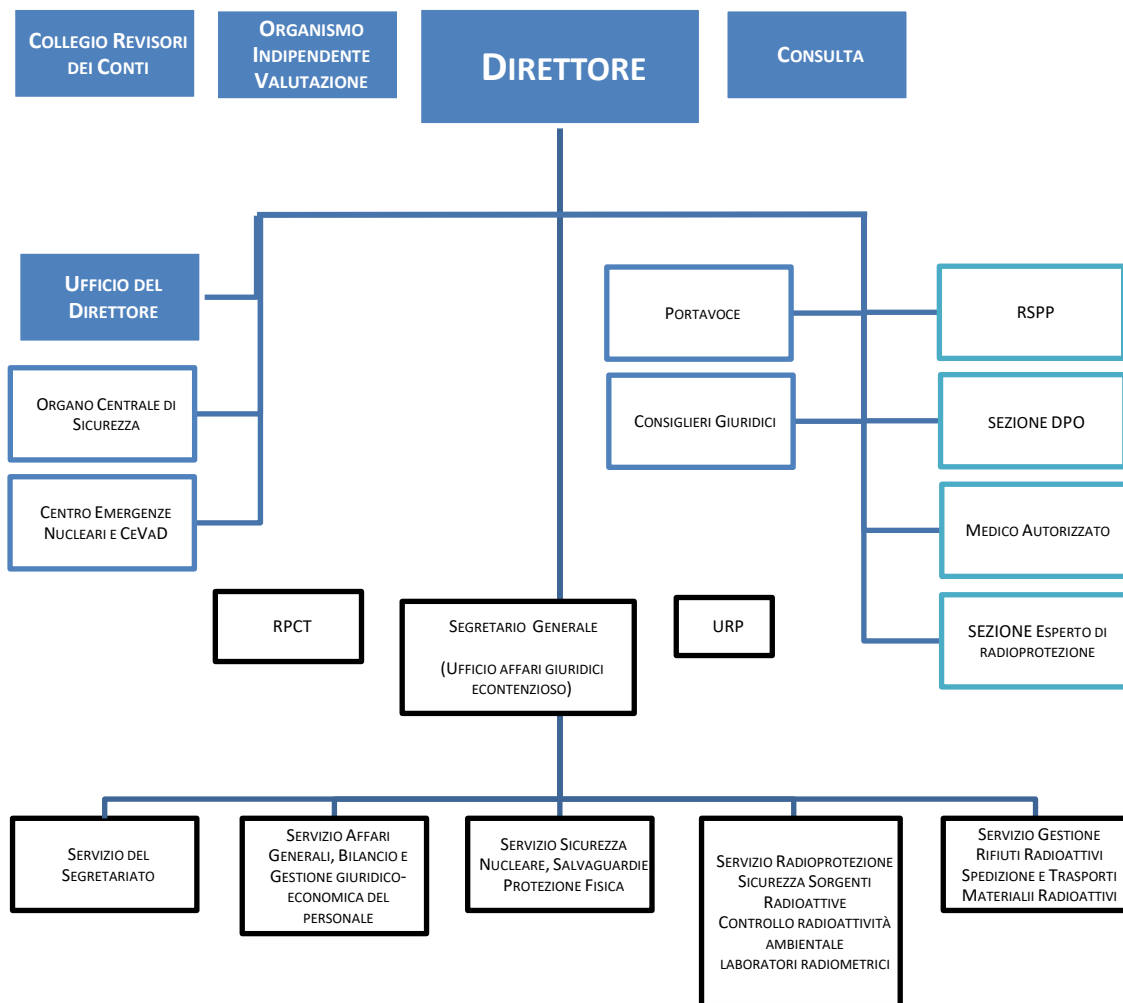 COLLEGIO REVISORI
DEI CONTI
ORGANISMO
INDIPENDENTE
VALUTAZIONE
DIRETTORE
CONSULTA
UFFICIO DEL
DIRETTORE
PORTAVOCE
RSPP
ORGANO CENTRALE DI
SICUREZZA
CONSIGLIERI GIURIDICI
SEZIONE DPO
CENTRO EMERGENZE
NUCLEARI E CEVAD
MEDICO AUTORIZZATO
RPCT
SEGRETARIO GENERALE
(UFFICIO AFFARI GIURIDICI
ECONTENZIOSO)
URP
SEZIONE ESPERTO DI
RADIOPROTEZIONE
SERVIZIO DEL
SEGRETARIATO
SERVIZIO AFFARI
GENERALI, BILANCIO E
GESTIONE GIURIDICO-
ECONOMICA DEL
PERSONALE
SERVIZIO SICUREZZA
NUCLEARE, SALVAGUARDIE
PROTEZIONE FISICA
SERVIZIO RADIOPROTEZIONE
SICUREZZA SORGENTI
RADIOATTIVE
CONTROLLO RADIOATTIVITÀ
AMBIENTALE
LABORATORI RADIOMETRICI
SERVIZIO GESTIONE
RIFIUTI RADIOATTIVI
SPEDIZIONE E TRASPORTI
MATERIALII RADIOATTIVI